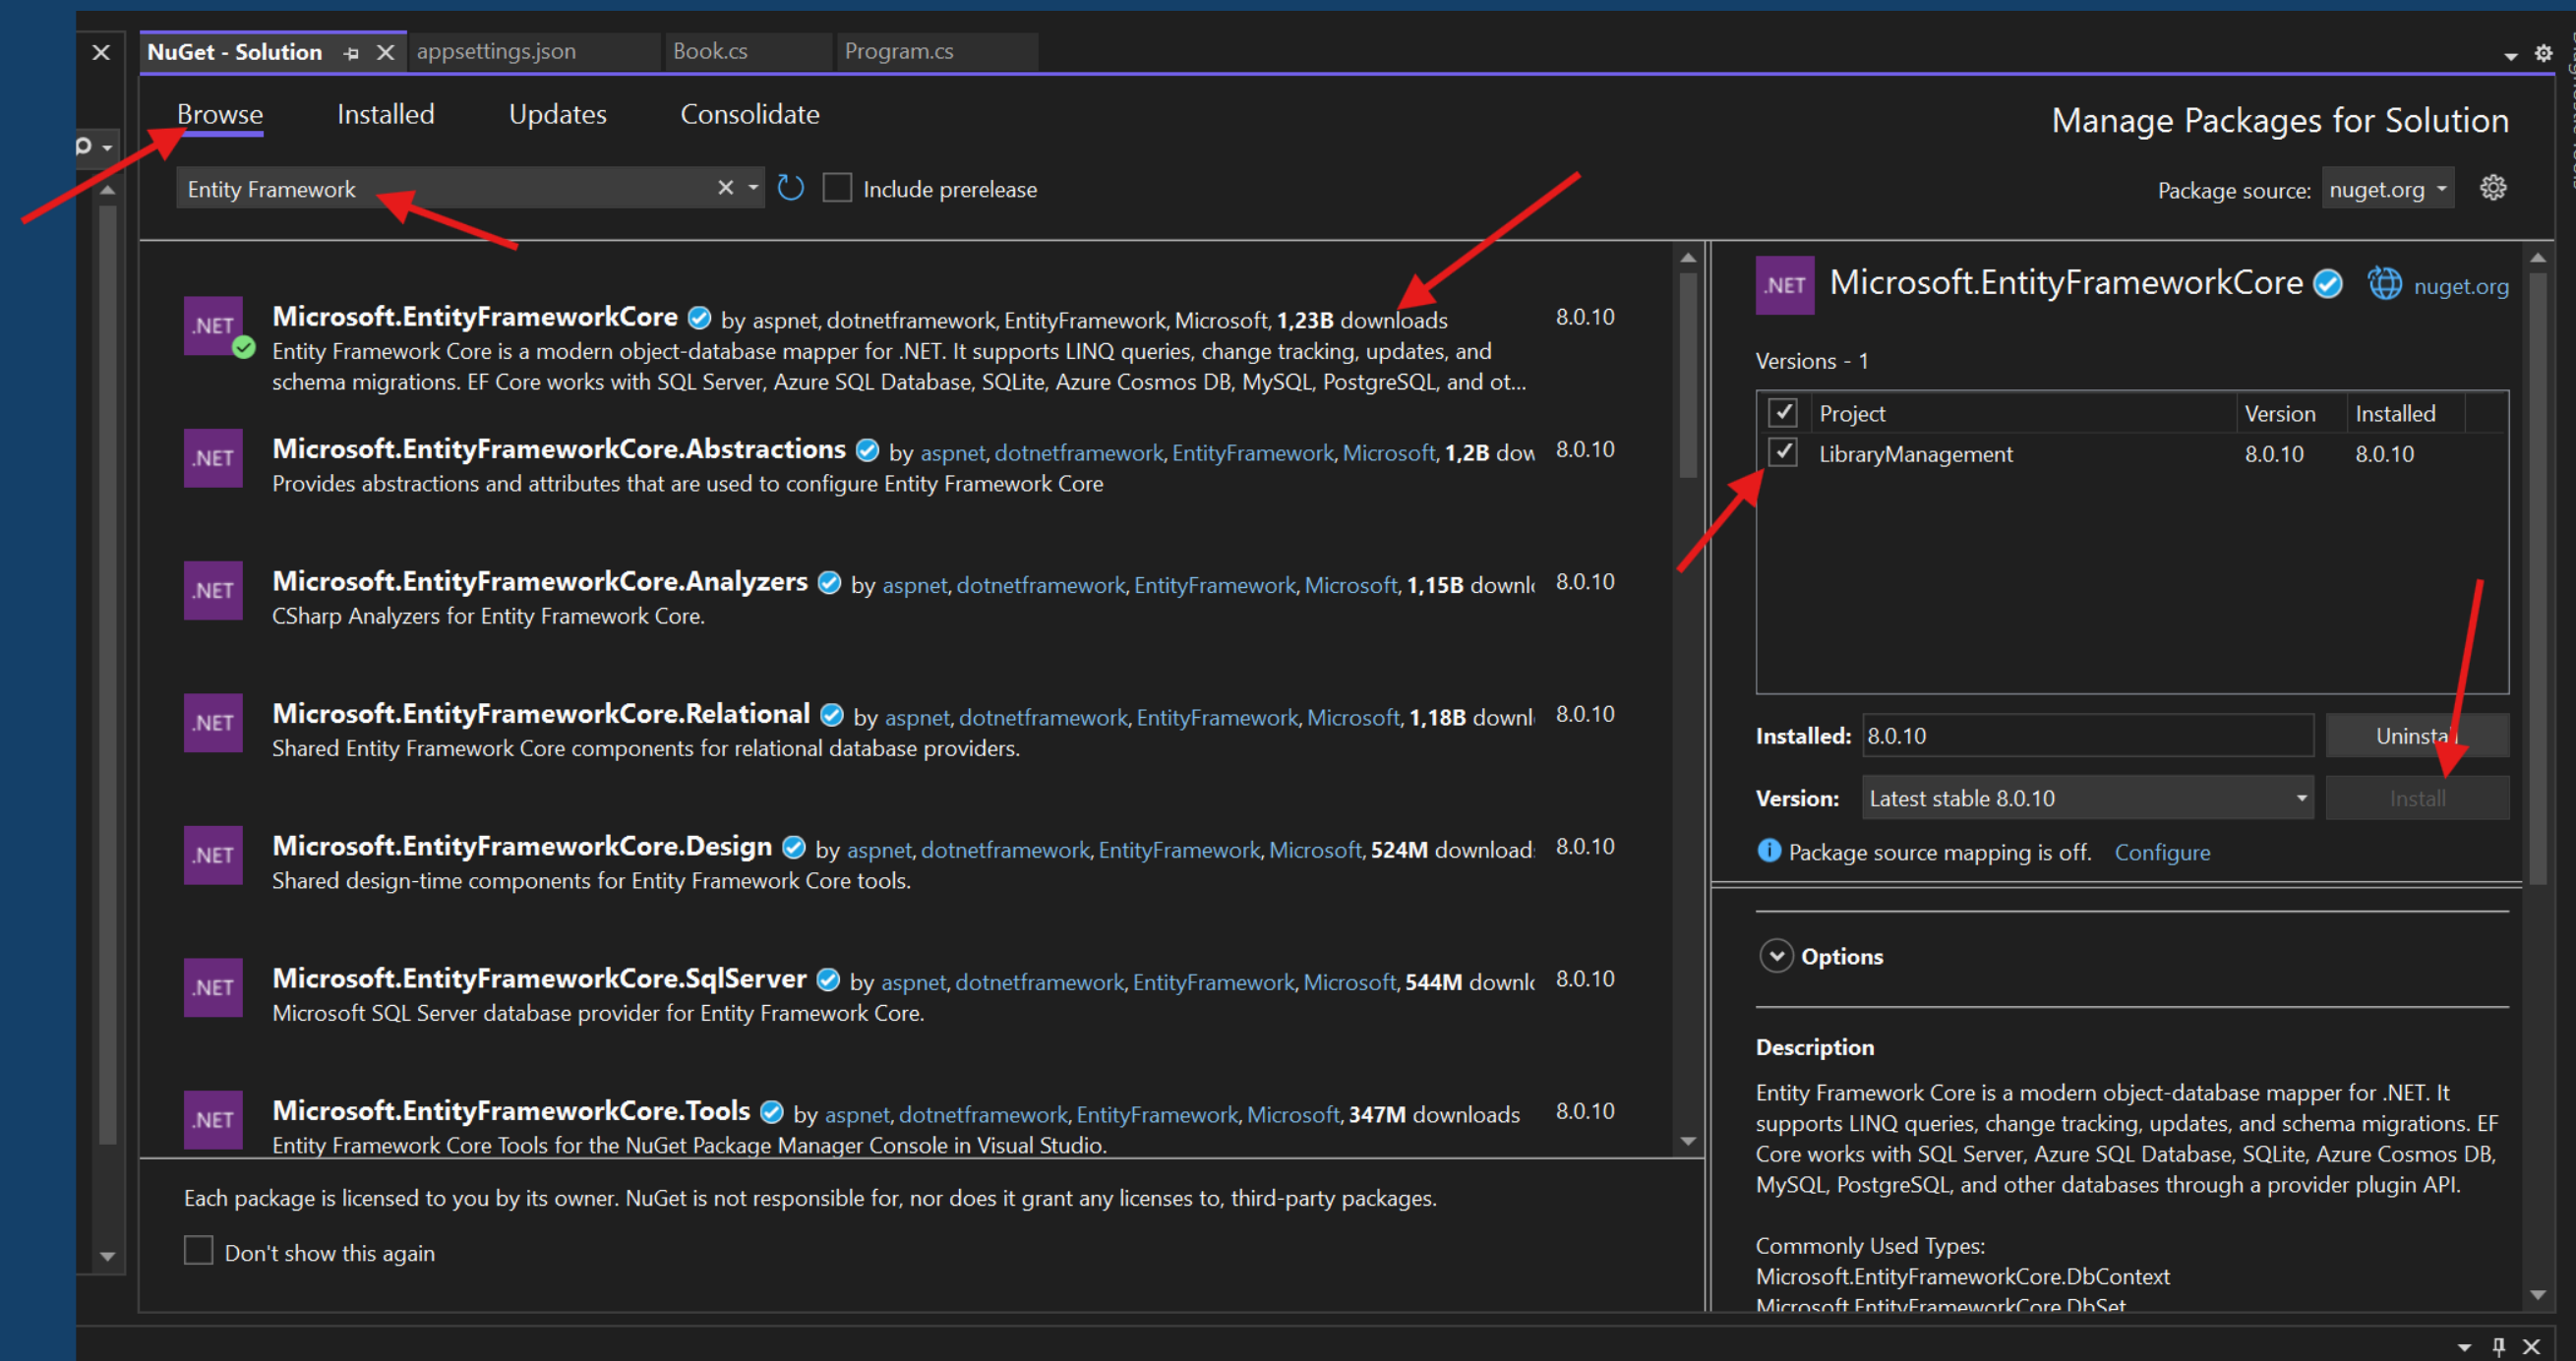 NuGet - Solution
appsettings.json
Book.cs
Program.cs
Browse
Installed
Updates
Consolidate
Manage Packages for Solution
Entity Framework
Include prerelease
Package source: nuget.org
.NET
Microsoft.EntityFrameworkCore by aspnet, dotnetframework, EntityFramework, Microsoft, 1,23B downloads
8.0.10
Entity Framework Core is a modern object-database mapper for .NET. It supports LINQ queries, change tracking, updates, and
schema migrations. EF Core works with SQL Server, Azure SQL Database, SQLite, Azure Cosmos DB, MySQL, PostgreSQL, and ot...
.NET
Microsoft.EntityFrameworkCore.Abstractions by aspnet, dotnetframework, EntityFramework, Microsoft, 1,2B dow
8.0.10
Provides abstractions and attributes that are used to configure Entity Framework Core
.NET
Microsoft.EntityFrameworkCore.Analyzers by aspnet, dotnetframework, EntityFramework, Microsoft, 1,15B downl
8.0.10
CSharp Analyzers for Entity Framework Core.
.NET
Microsoft.EntityFrameworkCore.Relational by aspnet, dotnetframework, EntityFramework, Microsoft, 1,18B downl
8.0.10
Shared Entity Framework Core components for relational database providers.
.NET
Microsoft.EntityFrameworkCore.Design by aspnet, dotnetframework, EntityFramework, Microsoft, 524M download
8.0.10
Shared design-time components for Entity Framework Core tools.
.NET
Microsoft.EntityFrameworkCore.SqlServer by aspnet, dotnetframework, EntityFramework, Microsoft, 544M downl
8.0.10
Microsoft SQL Server database provider for Entity Framework Core.
.NET
Microsoft.EntityFrameworkCore.Tools by aspnet, dotnetframework, EntityFramework, Microsoft, 347M downloads
8.0.10
Entity Framework Core Tools for the NuGet Package Manager Console in Visual Studio.
Each package is licensed to you by its owner. NuGet is not responsible for, nor does it grant any licenses to, third-party packages.
Don't show this again
.NET
Microsoft.EntityFrameworkCore
nuget.org
Versions - 1
Project Version Installed
LibraryManagement 8.0.10 8.0.10
Installed: 8.0.10
Uninstall
Version: Latest stable 8.0.10
Install
Package source mapping is off. Configure
Options
Description
Entity Framework Core is a modern object-database mapper for .NET. It
supports LINQ queries, change tracking, updates, and schema migrations. EF
Core works with SQL Server, Azure SQL Database, SQLite, Azure Cosmos DB,
MySQL, PostgreSQL, and other databases through a provider plugin API.
Commonly Used Types:
Microsoft.EntityFrameworkCore.DbContext
Microsoft.EntityFrameworkCore.DbSet